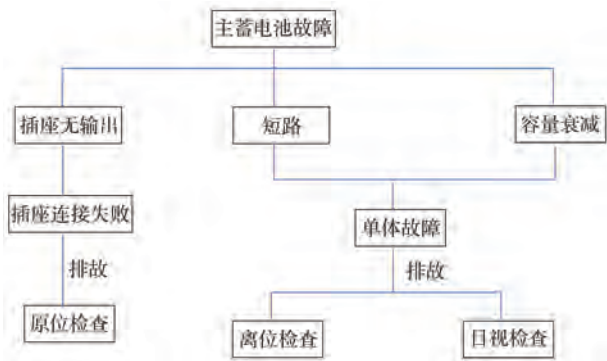 主蓄电池故障
插座无输出
短路
容量衰减
插座连接失败
单体故障
排故
排故
原位检查
离位检查
目视检查